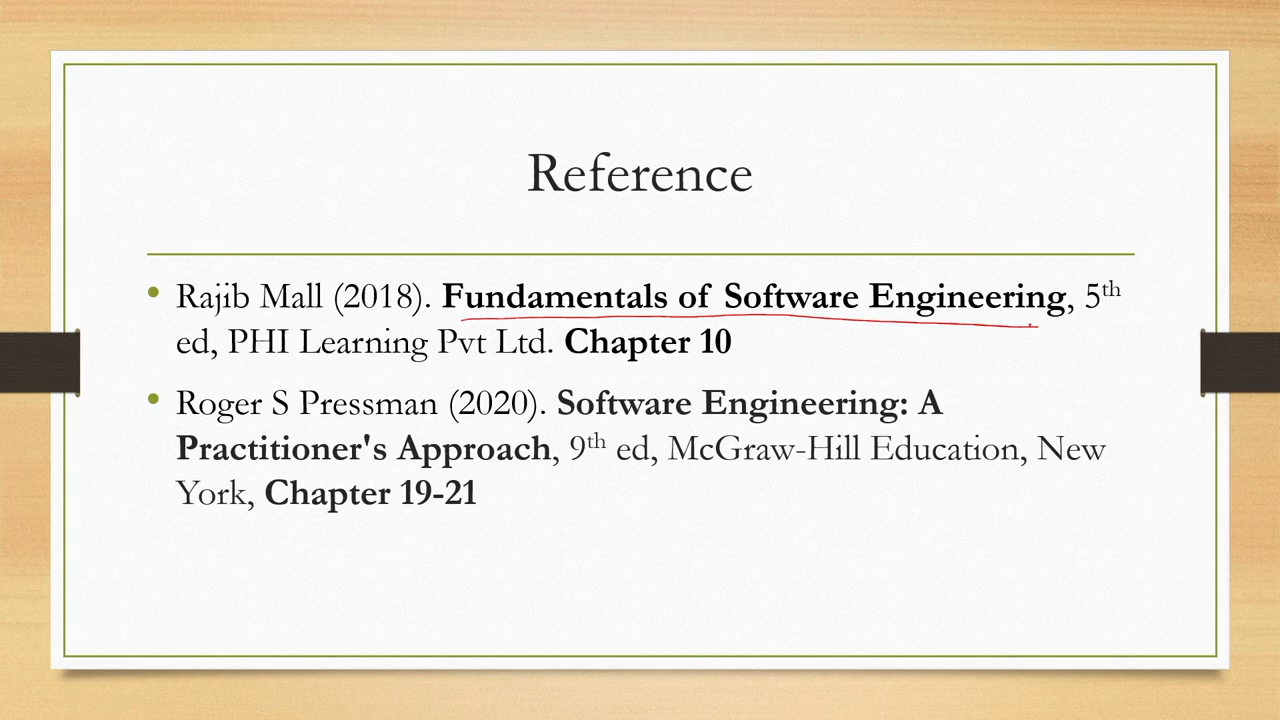 Reference
• Rajib Mall (2018). Fundamentals of Software Engineering, 5th
ed, PHI Learning Pvt Ltd. Chapter 10
• Roger S Pressman (2020). Software Engineering: A
Practitioner's Approach, 9th ed, McGraw-Hill Education, New
York, Chapter 19-21